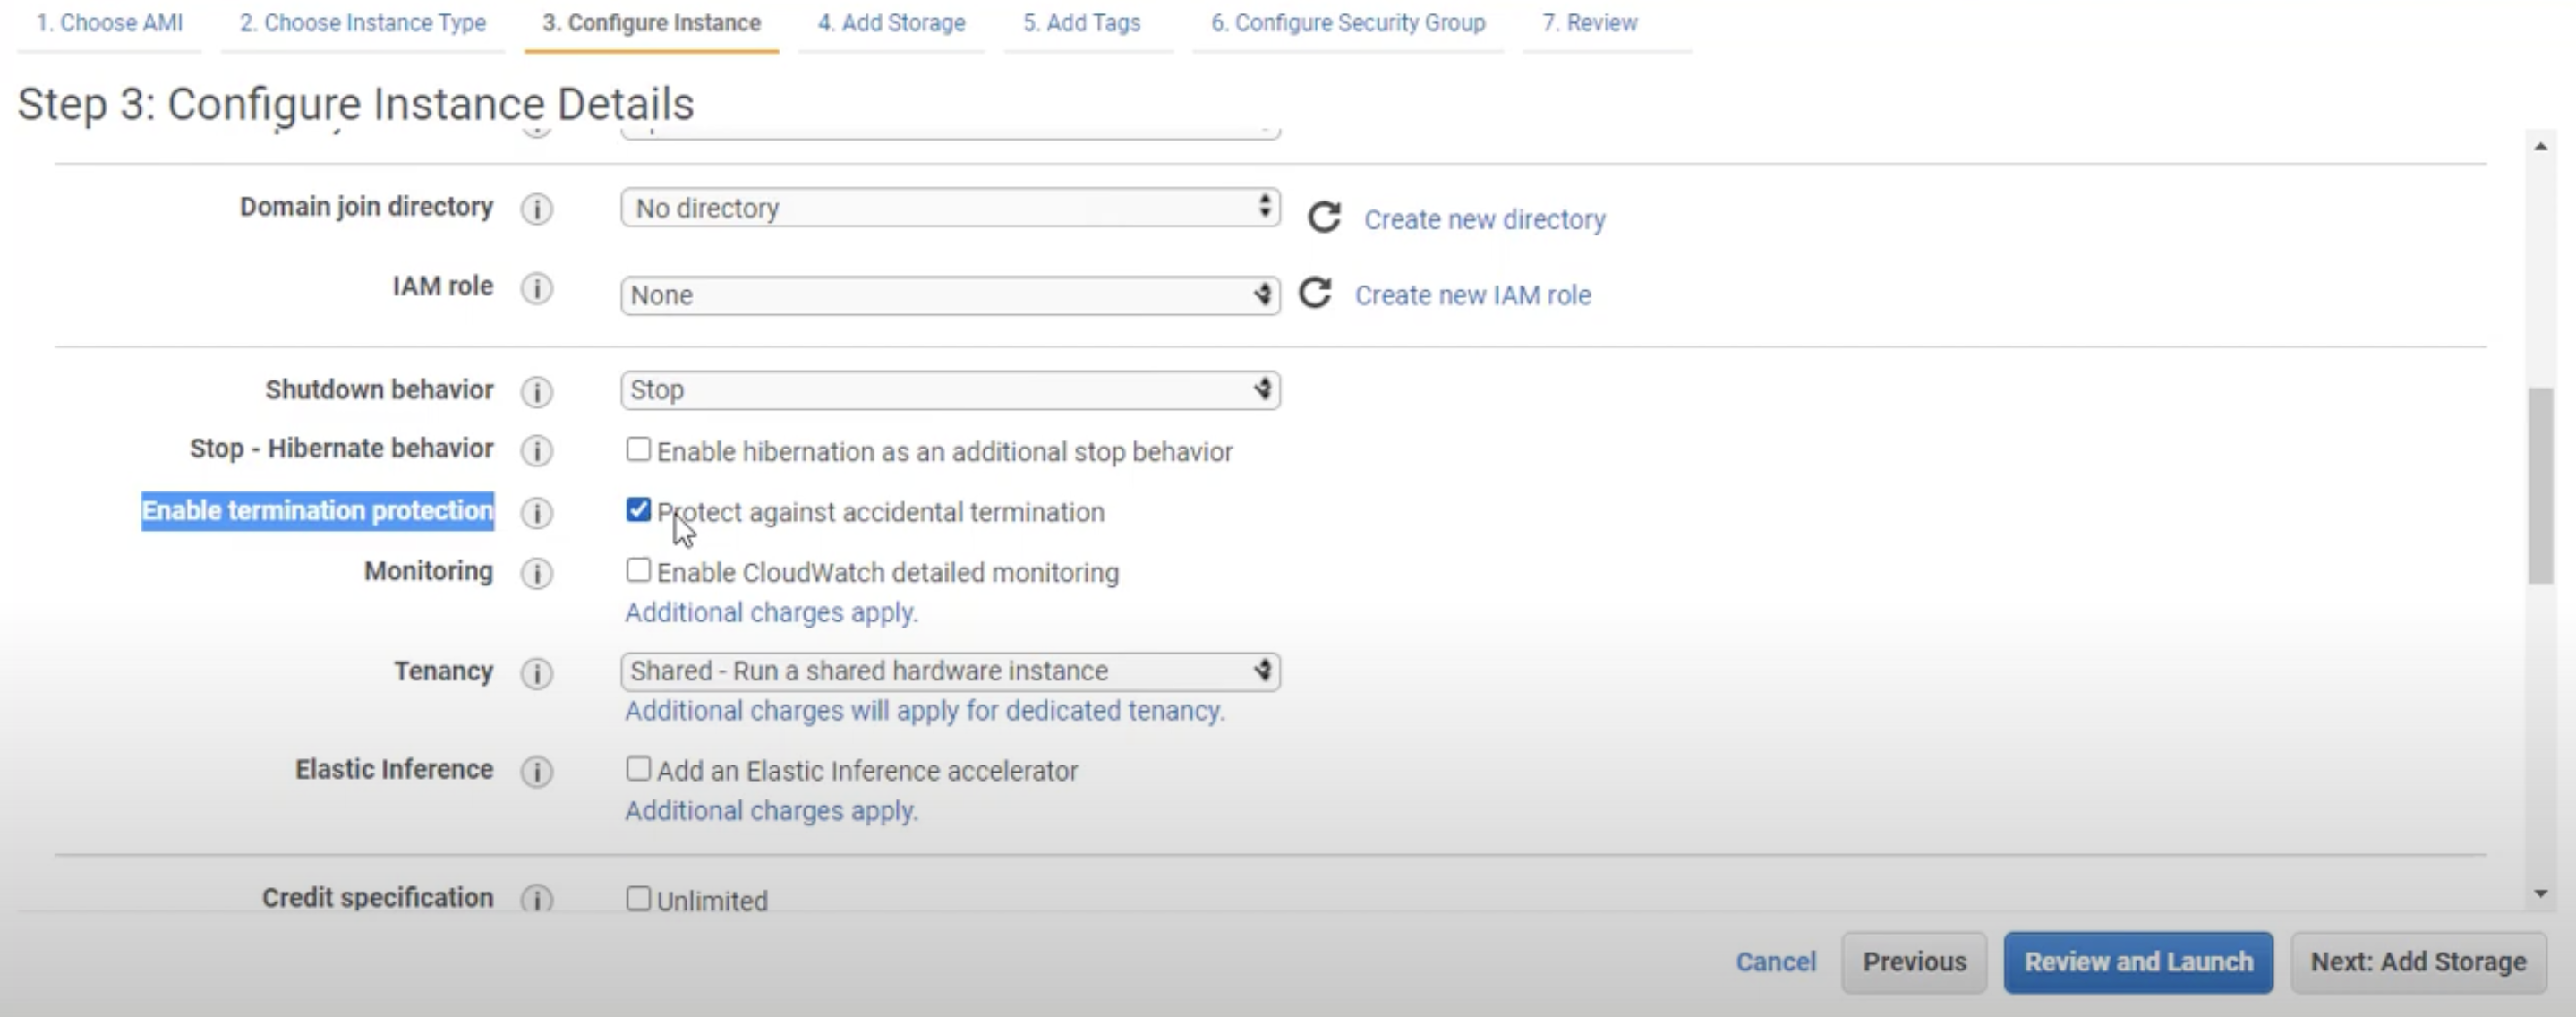 1. Choose AMI 2. Choose Instance Type 3. Configure Instance 4. Add Storage 5. Add Tags 6. Configure Security Group 7. Review
Step 3: Configure Instance Details
Domain join directory No directory Create new directory
IAM role None Create new IAM role
Shutdown behavior Stop
Stop - Hibernate behavior Enable hibernation as an additional stop behavior
Enable termination protection Protect against accidental termination
Monitoring Enable CloudWatch detailed monitoring
Additional charges apply.
Tenancy Shared - Run a shared hardware instance
Additional charges will apply for dedicated tenancy.
Elastic Inference Add an Elastic Inference accelerator
Additional charges apply.
Credit specification Unlimited
Cancel Previous Review and Launch Next: Add Storage